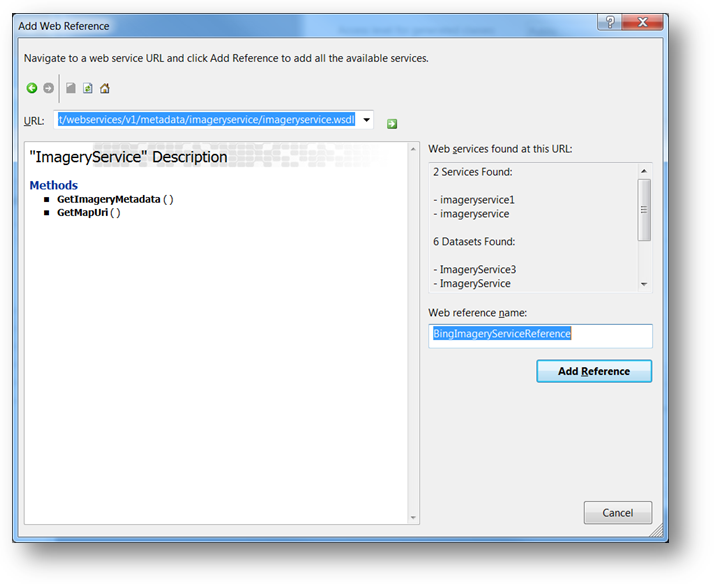 Add Web Reference
Navigate to a web service URL and click Add Reference to add all the available services.
URL: t/webservices/v1/metadata/imageryservice/imageryservice.wsdl
"ImageryService" Description
Methods
GetImageryMetadata ( )
GetMapUri ( )
Web services found at this URL:
2 Services Found:
- imageryservice1
- imageryservice
6 Datasets Found:
- ImageryService3
- ImageryService
Web reference name:
BingImageryServiceReference
Add Reference
Cancel